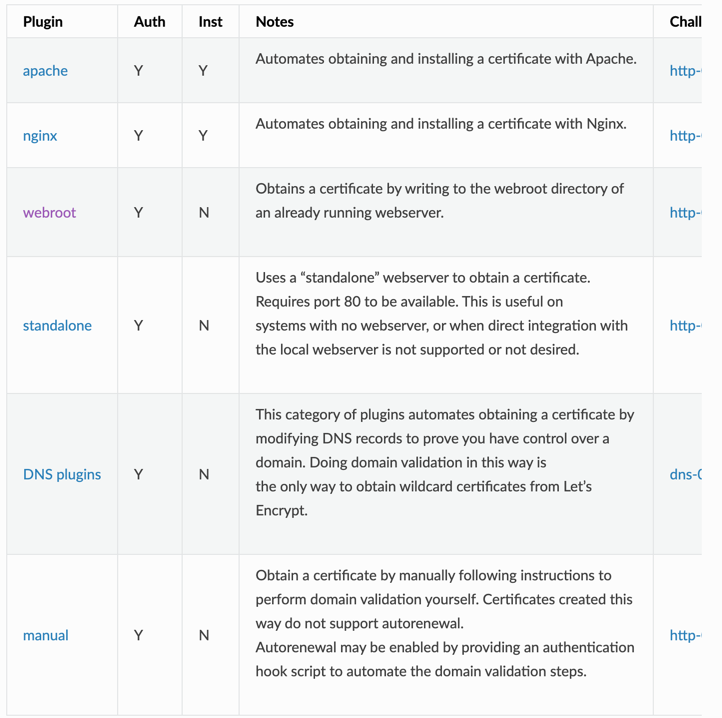 Plugin Auth Inst Notes Chall
apache Y Y Automates obtaining and installing a certificate with Apache. http-
nginx Y Y Automates obtaining and installing a certificate with Nginx. http-
webroot Y N Obtains a certificate by writing to the webroot directory of
an already running webserver. http-
standalone Y N Uses a “standalone” webserver to obtain a certificate.
Requires port 80 to be available. This is useful on
systems with no webserver, or when direct integration with
the local webserver is not supported or not desired. http-
DNS plugins Y N This category of plugins automates obtaining a certificate by
modifying DNS records to prove you have control over a
domain. Doing domain validation in this way is
the only way to obtain wildcard certificates from Let’s
Encrypt. dns-0
manual Y N Obtain a certificate by manually following instructions to
perform domain validation yourself. Certificates created this
way do not support autorenewal.
Autorenewal may be enabled by providing an authentication
hook script to automate the domain validation steps. http-